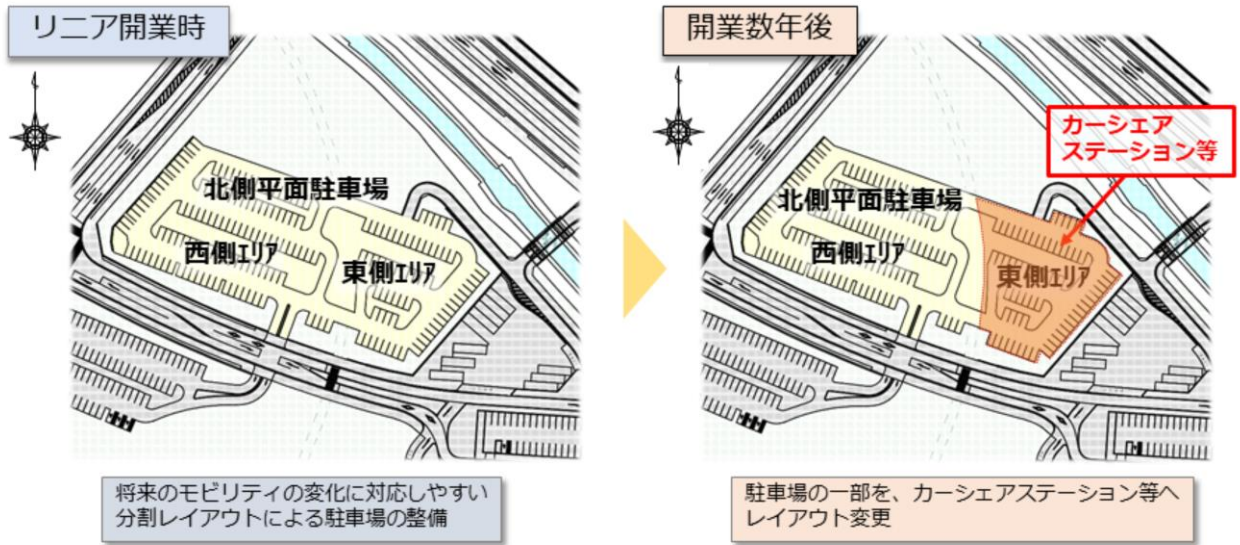 リニア開業時
北側平面駐車場
西側エリア
東側エリア
将来のモビリティの変化に対応しやすい
分割レイアウトによる駐車場の整備
開業数年後
カーシェア
ステーション等
北側平面駐車場
西側エリア
東側エリア
駐車場の一部を、カーシェアステーション等へ
レイアウト変更